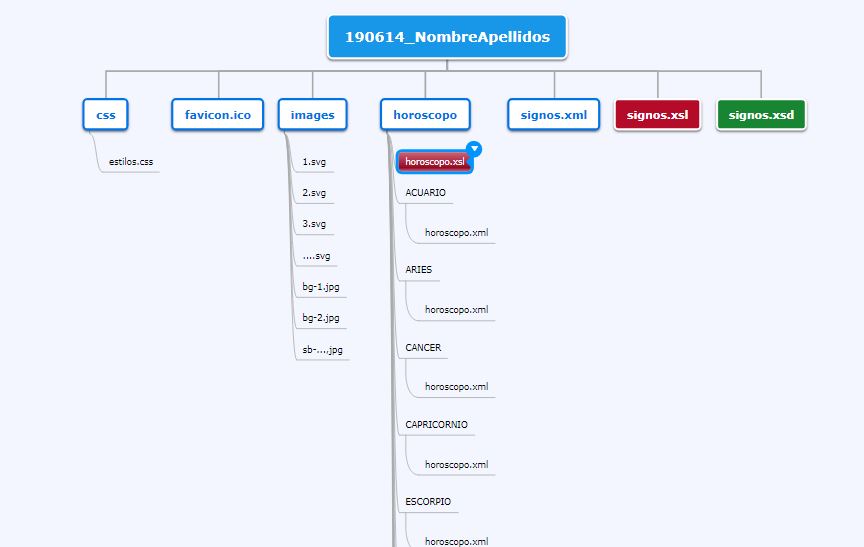 190614_NombreApellidos
css
favicon.ico
images
horoscopo
signos.xml
signos.xsl
signos.xsd
estilos.css
1.svg
2.svg
3.svg
....svg
bg-1.jpg
bg-2.jpg
sb-...,jpg
horoscopo.xsl
ACUARIO
horoscopo.xml
ARIES
horoscopo.xml
CANCER
horoscopo.xml
CAPRICORNIO
horoscopo.xml
ESCORPIO
horoscopo.xml